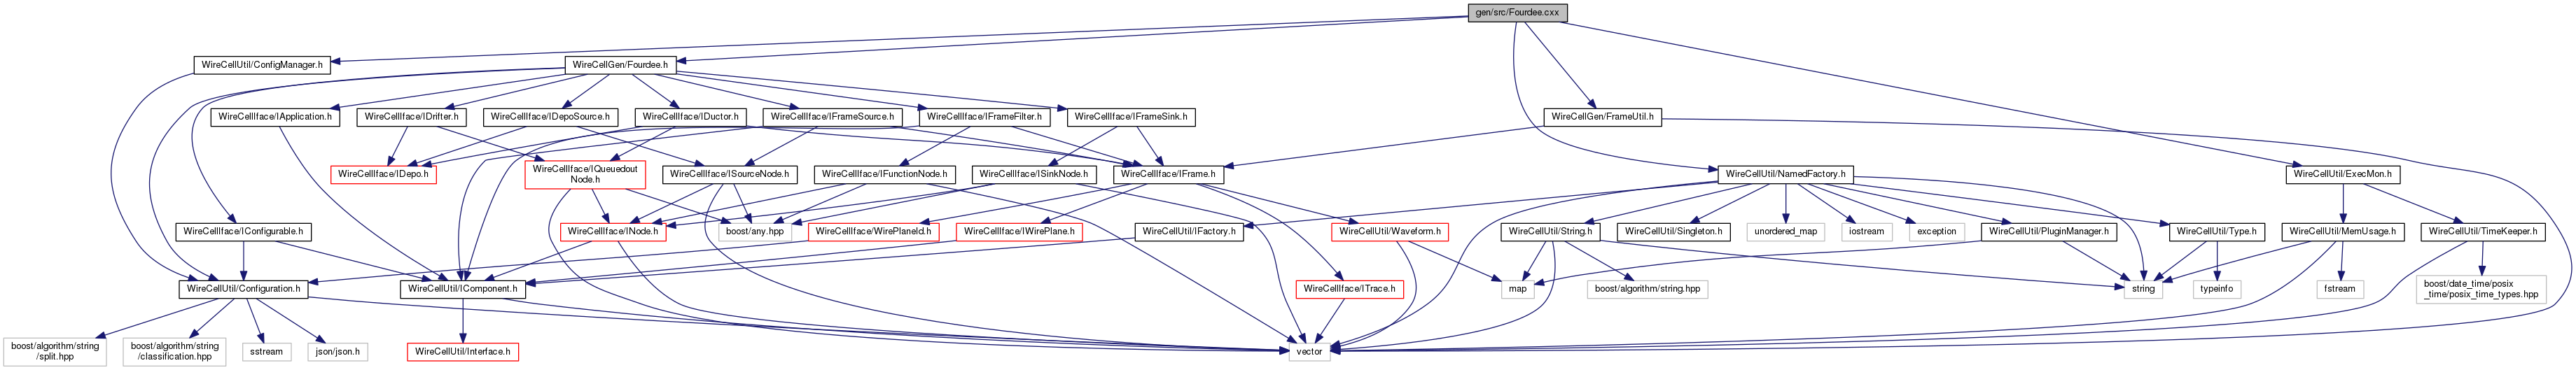 gen/src/Fourdee.cxx
WireCellUtil/ConfigManager.h
WireCellGen/Fourdee.h
WireCellIface/IApplication.h
WireCellIface/IDrifter.h
WireCellIface/IDepoSource.h
WireCellIface/IDuctor.h
WireCellIface/IFrameSource.h
WireCellIface/IFrameFilter.h
WireCellIface/IFrameSink.h
WireCellGen/FrameUtil.h
WireCellIface/IDepo.h
WireCellIface/IQueuedout
Node.h
WireCellIface/ISourceNode.h
WireCellIface/IFunctionNode.h
WireCellIface/ISinkNode.h
WireCellIface/IFrame.h
WireCellUtil/NamedFactory.h
WireCellUtil/ExecMon.h
WireCellIface/IConfigurable.h
WireCellIface/INode.h
boost/any.hpp
WireCellIface/WirePlaneId.h
WireCellIface/IWirePlane.h
WireCellUtil/IFactory.h
WireCellUtil/Waveform.h
WireCellUtil/String.h
WireCellUtil/Singleton.h
unordered_map
iostream
exception
WireCellUtil/PluginManager.h
WireCellUtil/Type.h
WireCellUtil/MemUsage.h
WireCellUtil/TimeKeeper.h
WireCellUtil/Configuration.h
WireCellUtil/IComponent.h
WireCellIface/ITrace.h
map
boost/algorithm/string.hpp
string
typeinfo
fstream
boost/date_time/posix
_time/posix_time_types.hpp
boost/algorithm/string
/split.hpp
boost/algorithm/string
/classification.hpp
sstream
json/json.h
WireCellUtil/Interface.h
vector